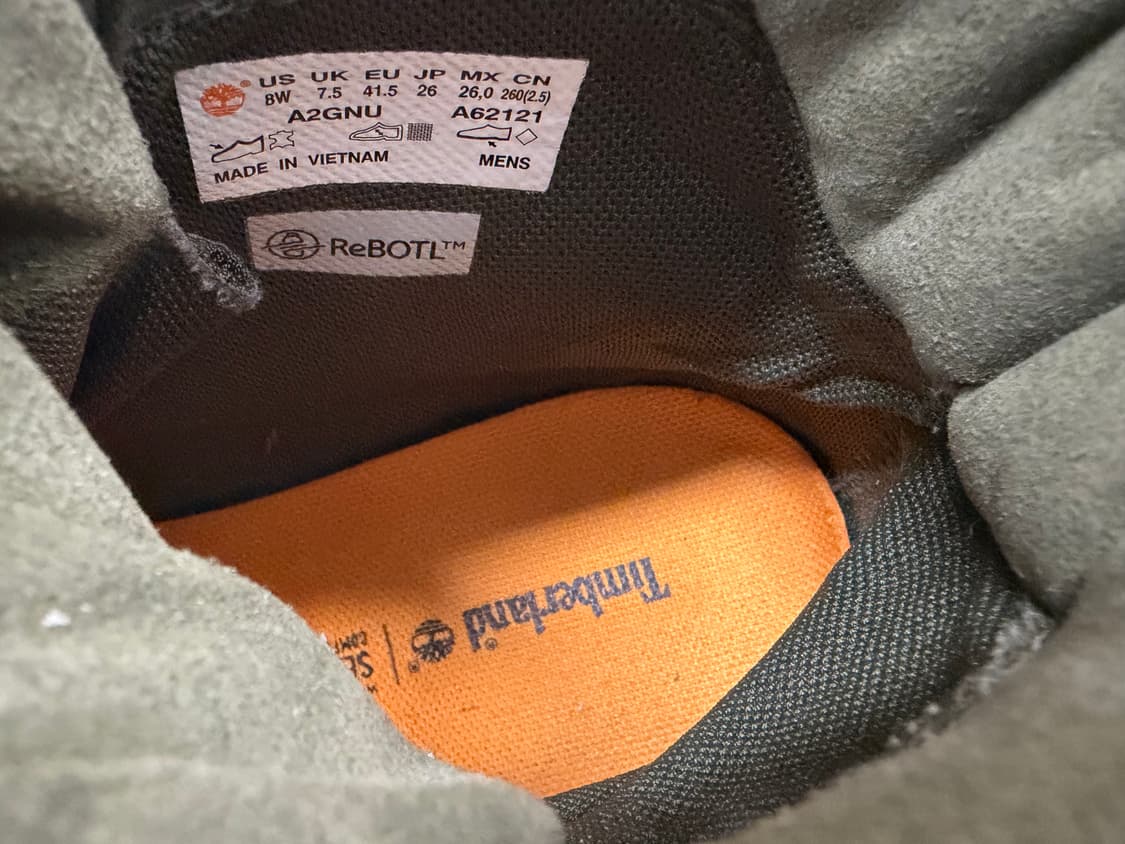 US UK EU JP MX CN
8W 7.5 41.5 26 26,0 260(2.5)
A2GNU A62121
MADE IN VIETNAM MENS
ReBOTL™
Timberland®